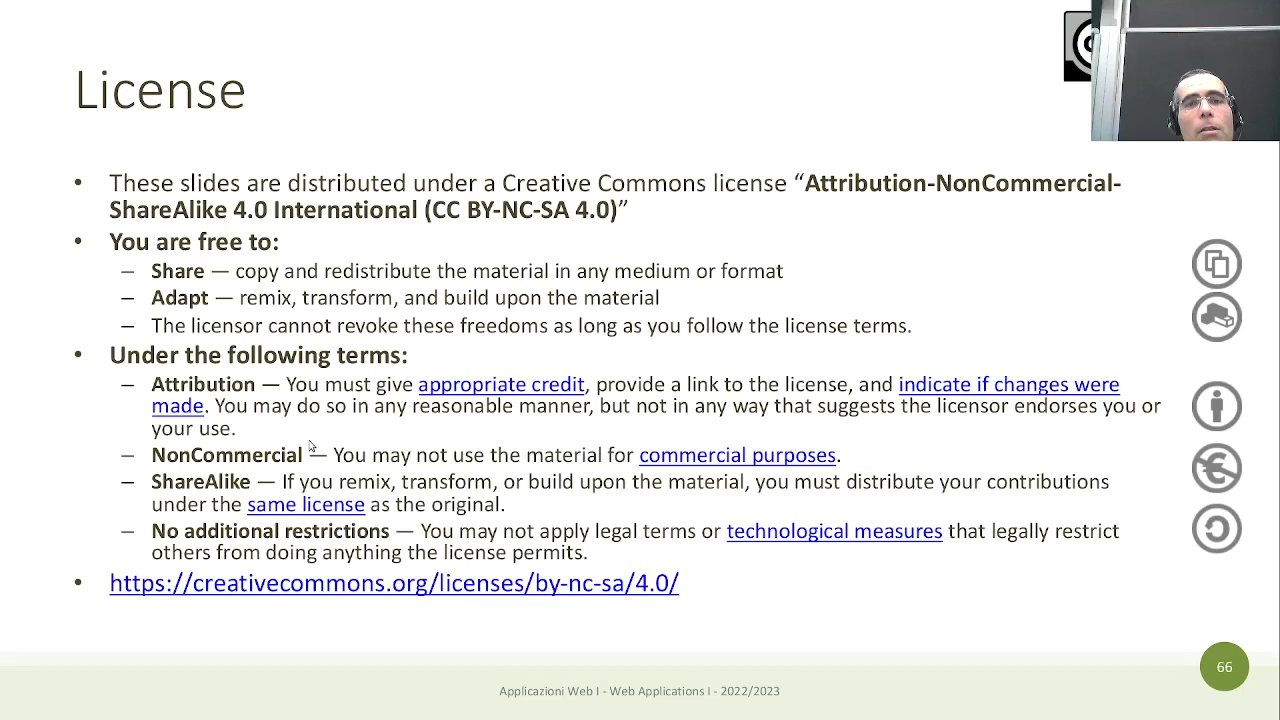 License
• These slides are distributed under a Creative Commons license “Attribution-NonCommercial-
ShareAlike 4.0 International (CC BY-NC-SA 4.0)”
• You are free to:
– Share — copy and redistribute the material in any medium or format
– Adapt — remix, transform, and build upon the material
– The licensor cannot revoke these freedoms as long as you follow the license terms.
• Under the following terms:
– Attribution — You must give appropriate credit, provide a link to the license, and indicate if changes were
made. You may do so in any reasonable manner, but not in any way that suggests the licensor endorses you or
your use.
– NonCommercial — You may not use the material for commercial purposes.
– ShareAlike — If you remix, transform, or build upon the material, you must distribute your contributions
under the same license as the original.
– No additional restrictions — You may not apply legal terms or technological measures that legally restrict
others from doing anything the license permits.
• https://creativecommons.org/licenses/by-nc-sa/4.0/
66
Applicazioni Web I - Web Applications I - 2022/2023